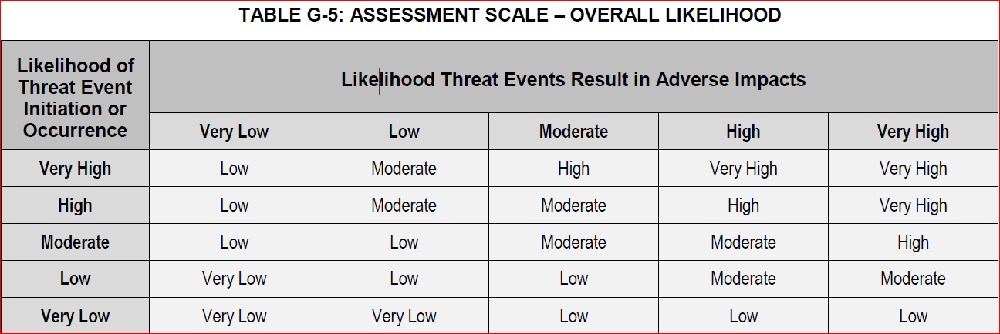 TABLE G-5: ASSESSMENT SCALE – OVERALL LIKELIHOOD
Likelihood of
Threat Event
Initiation or
Occurrence
Likelihood Threat Events Result in Adverse Impacts
Very Low Low Moderate High Very High
Very High Low Moderate High Very High Very High
High Low Moderate Moderate High Very High
Moderate Low Low Moderate Moderate High
Low Very Low Low Low Moderate Moderate
Very Low Very Low Very Low Low Low Low